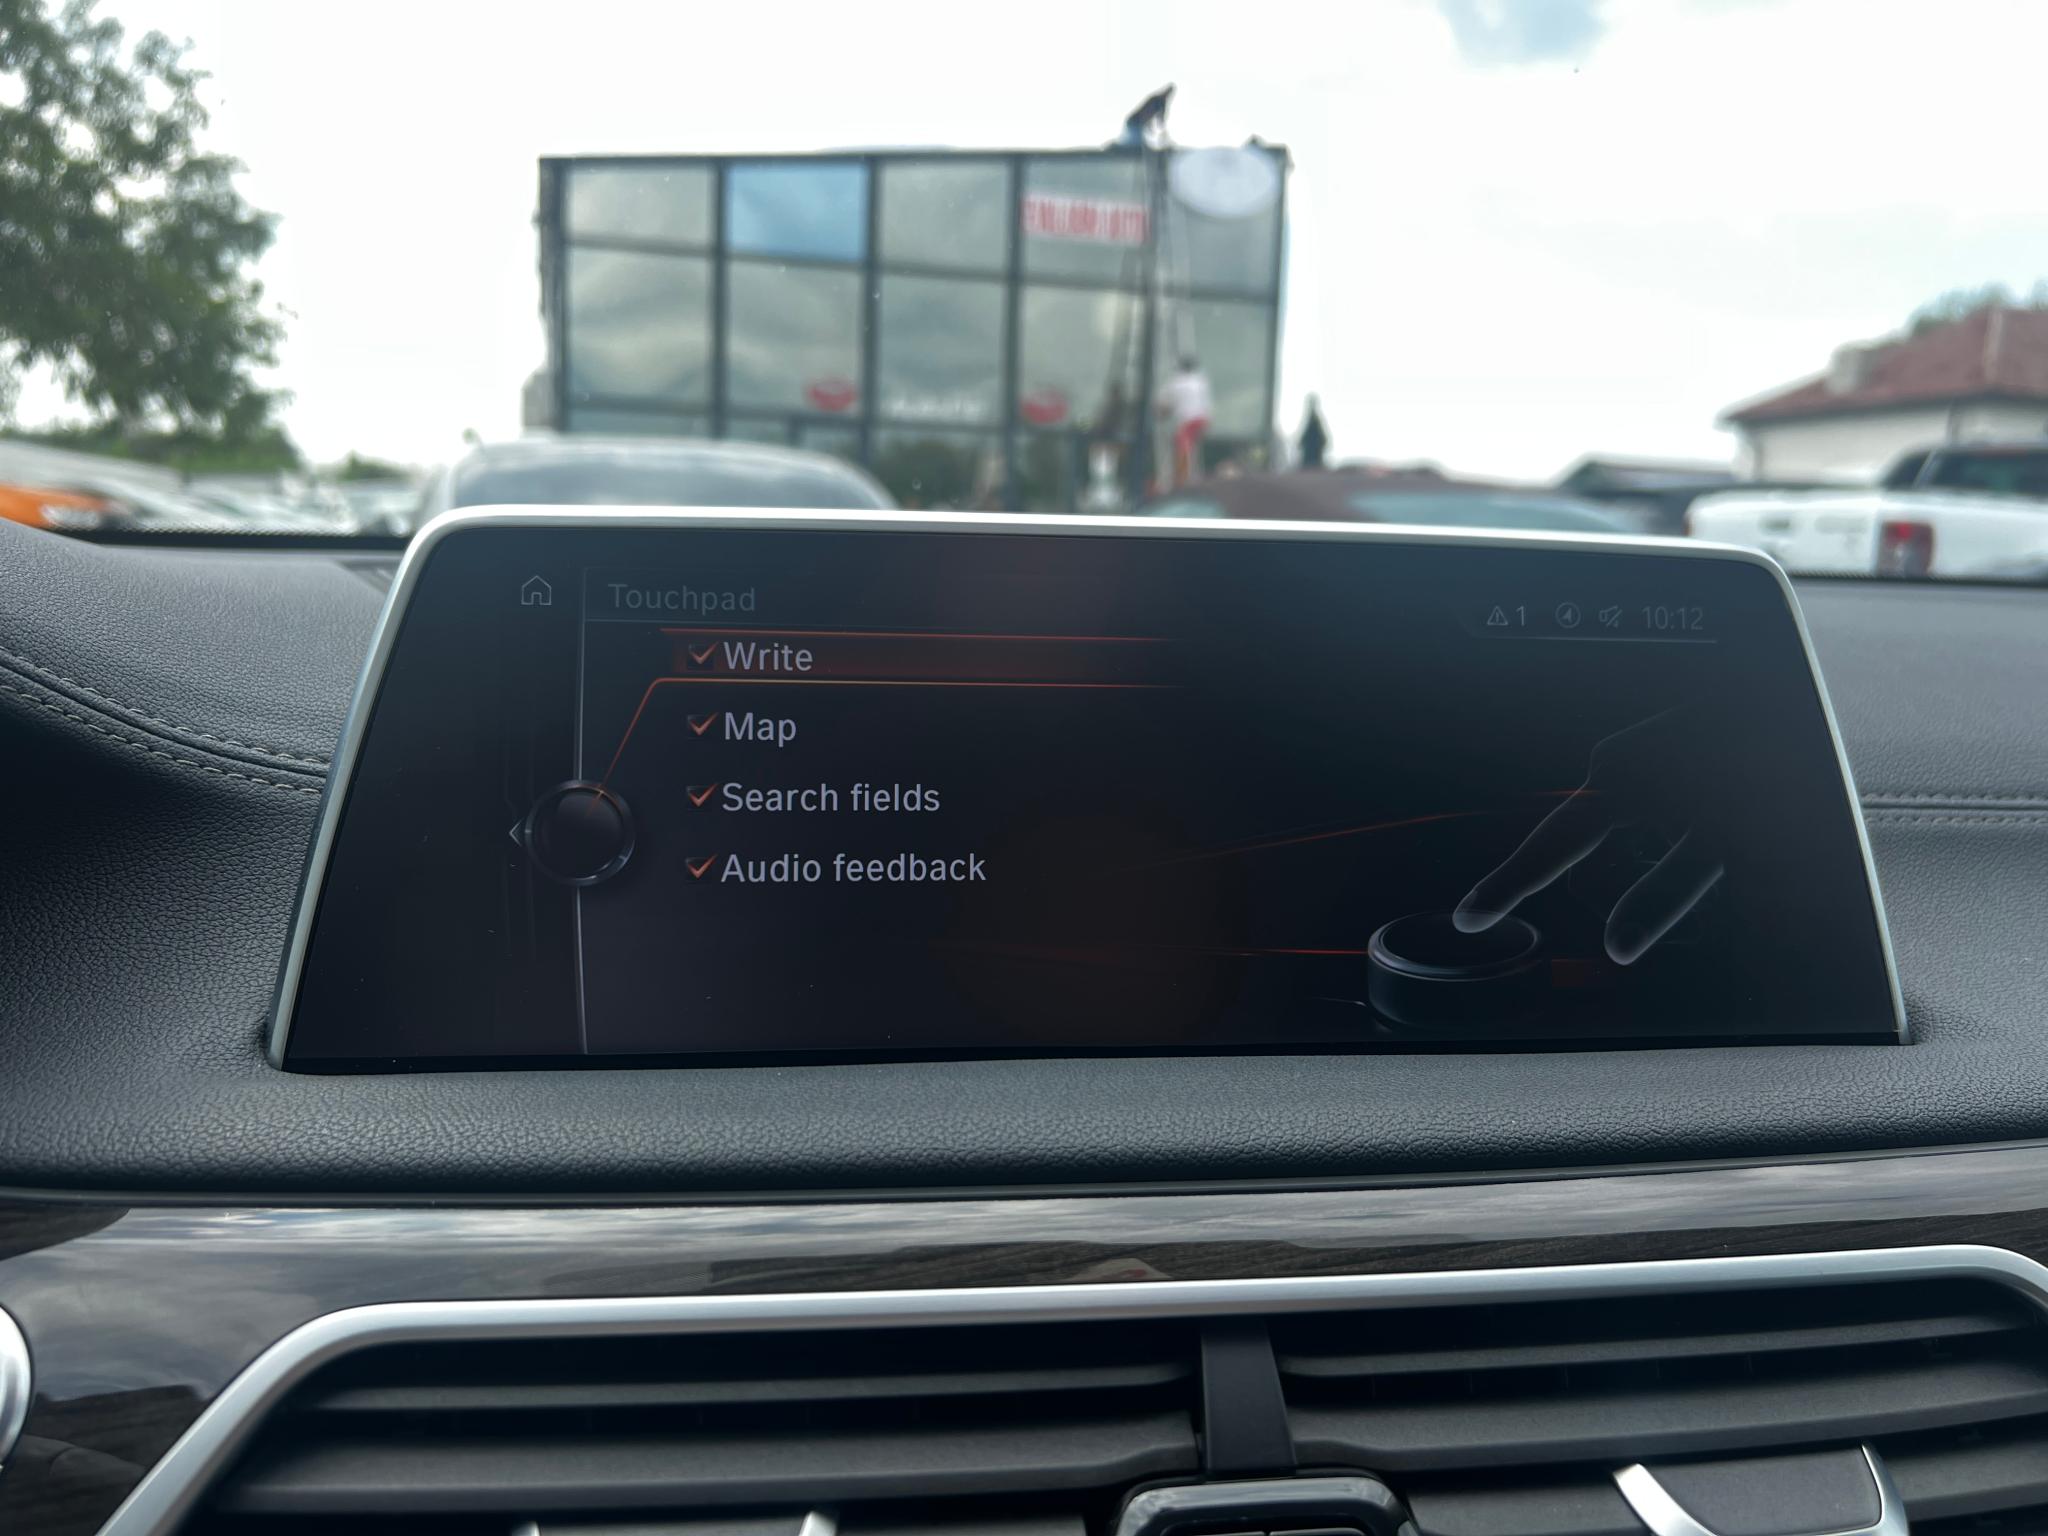 Touchpad
1 10:12
Write
Map
Search fields
Audio feedback